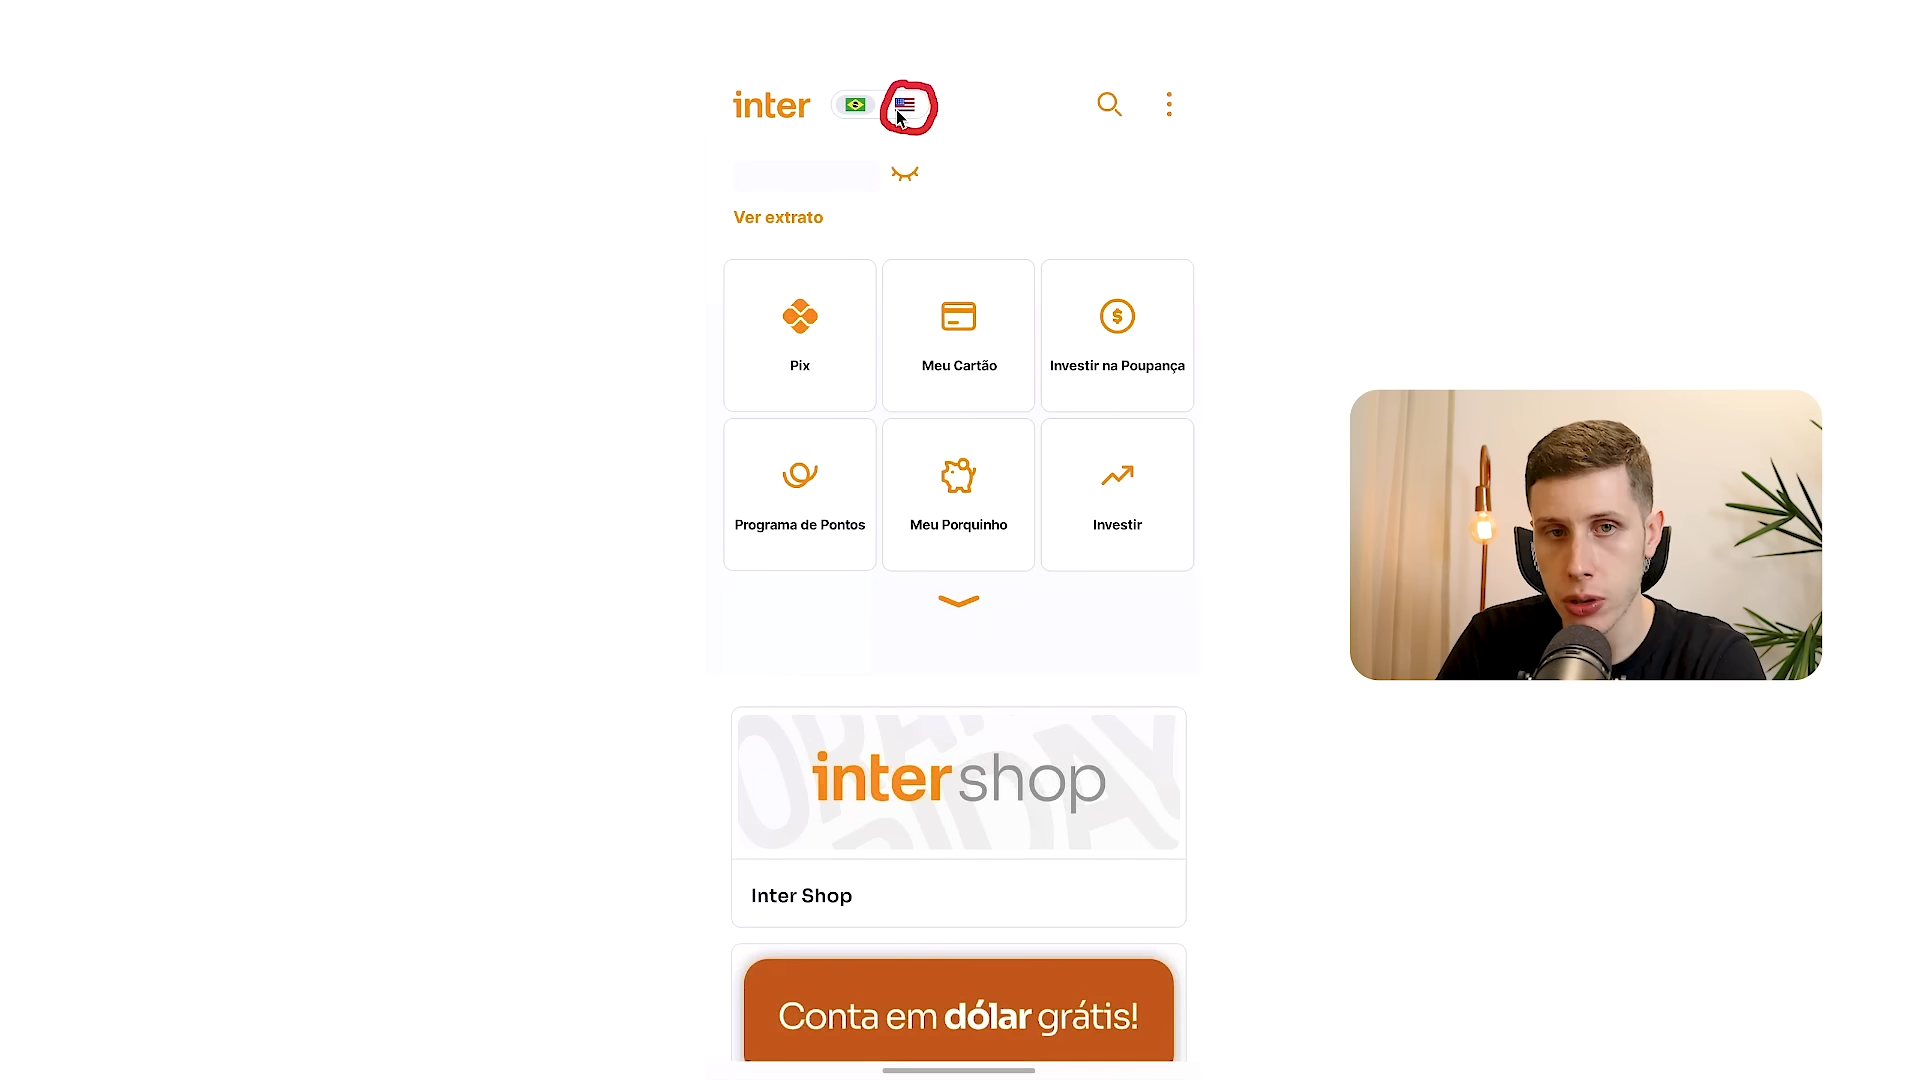 inter
Ver extrato
Pix
Meu Cartão
Investir na Poupança
Programa de Pontos
Meu Porquinho
Investir
inter shop
Inter Shop
Conta em dólar grátis!